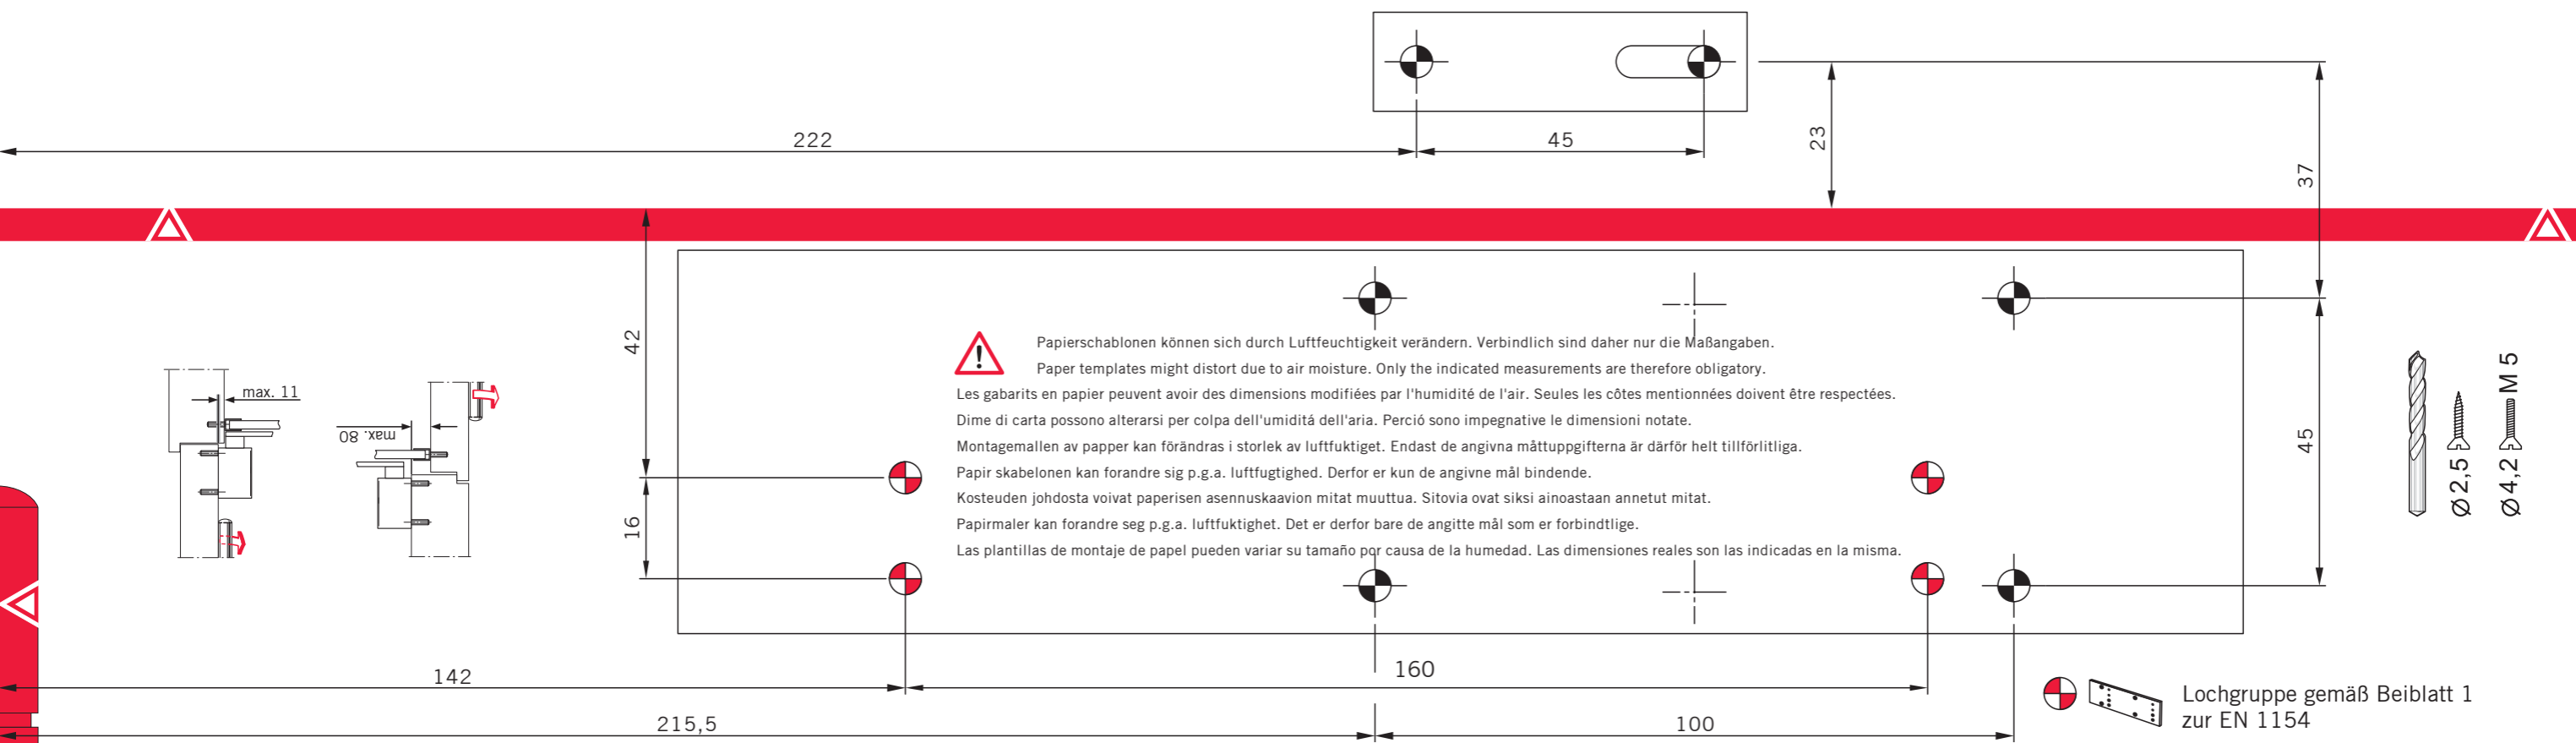 222
45
23
37
42
max. 11
max. 80
Papierschablonen können sich durch Luftfeuchtigkeit verändern. Verbindlich sind daher nur die Maßangaben.
Paper templates might distort due to air moisture. Only the indicated measurements are therefore obligatory.
Les gabarits en papier peuvent avoir des dimensions modifiées par l'humidité de l'air. Seules les côtes mentionnées doivent être respectées.
Dime di carta possono alterarsi per colpa dell'umiditá dell'aria. Perció sono impegnative le dimensioni notate.
Montagemallen av papper kan förändras i storlek av luftfuktiget. Endast de angivna måttuppgifterna är därför helt tillförlitliga.
Papir skabelonen kan forandre sig p.g.a. luftfugtighed. Derfor er kun de angivne mål bindende.
Kosteuden johdosta voivat paperisen asennuskaavion mitat muuttua. Sitovia ovat siksi ainoastaan annetut mitat.
Papirmaler kan forandre seg p.g.a. luftfuktighet. Det er derfor bare de angitte mål som er forbindtlige.
Las plantillas de montaje de papel pueden variar su tamaño por causa de la humedad. Las dimensiones reales son las indicadas en la misma.
16
45
Ø2,5
Ø4,2 M 5
142
160
215,5
100
Lochgruppe gemäß Beiblatt 1
zur EN 1154